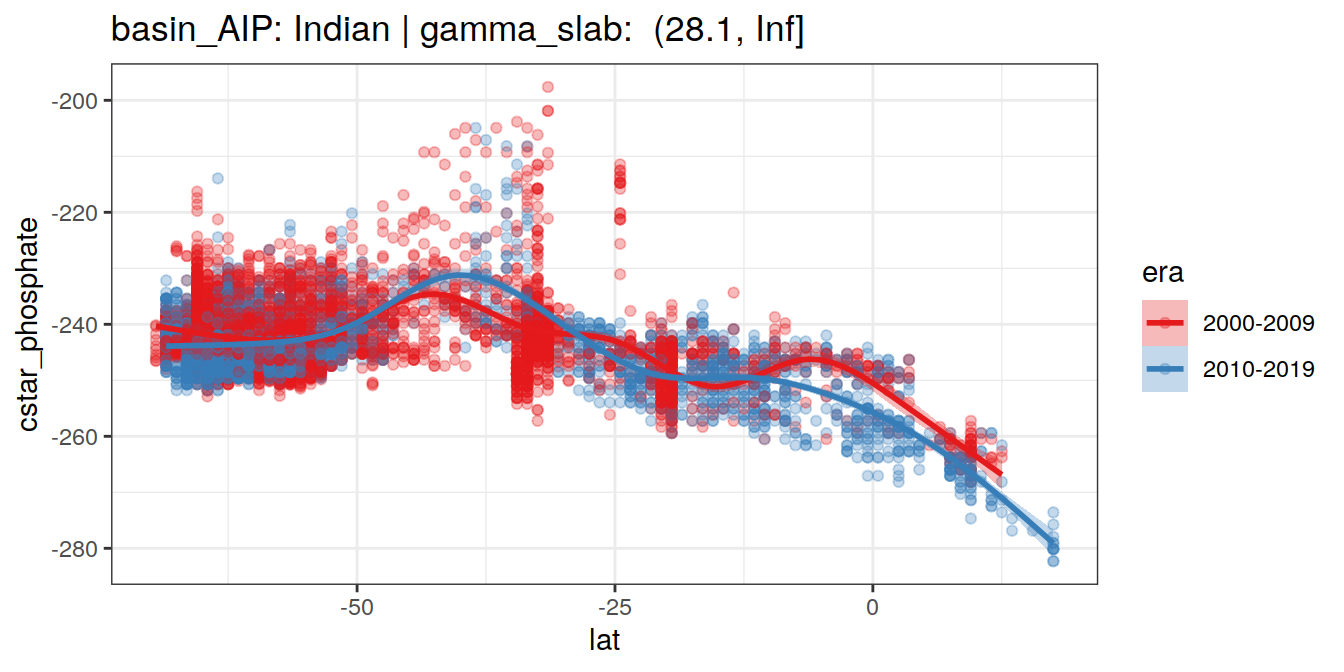 basin_AIP: Indian | gamma_slab:  (28.1, Inf]
cstar_phosphate
-200
-220
-240
-260
-280
-50
-25
0
lat
era
2000-2009
2010-2019